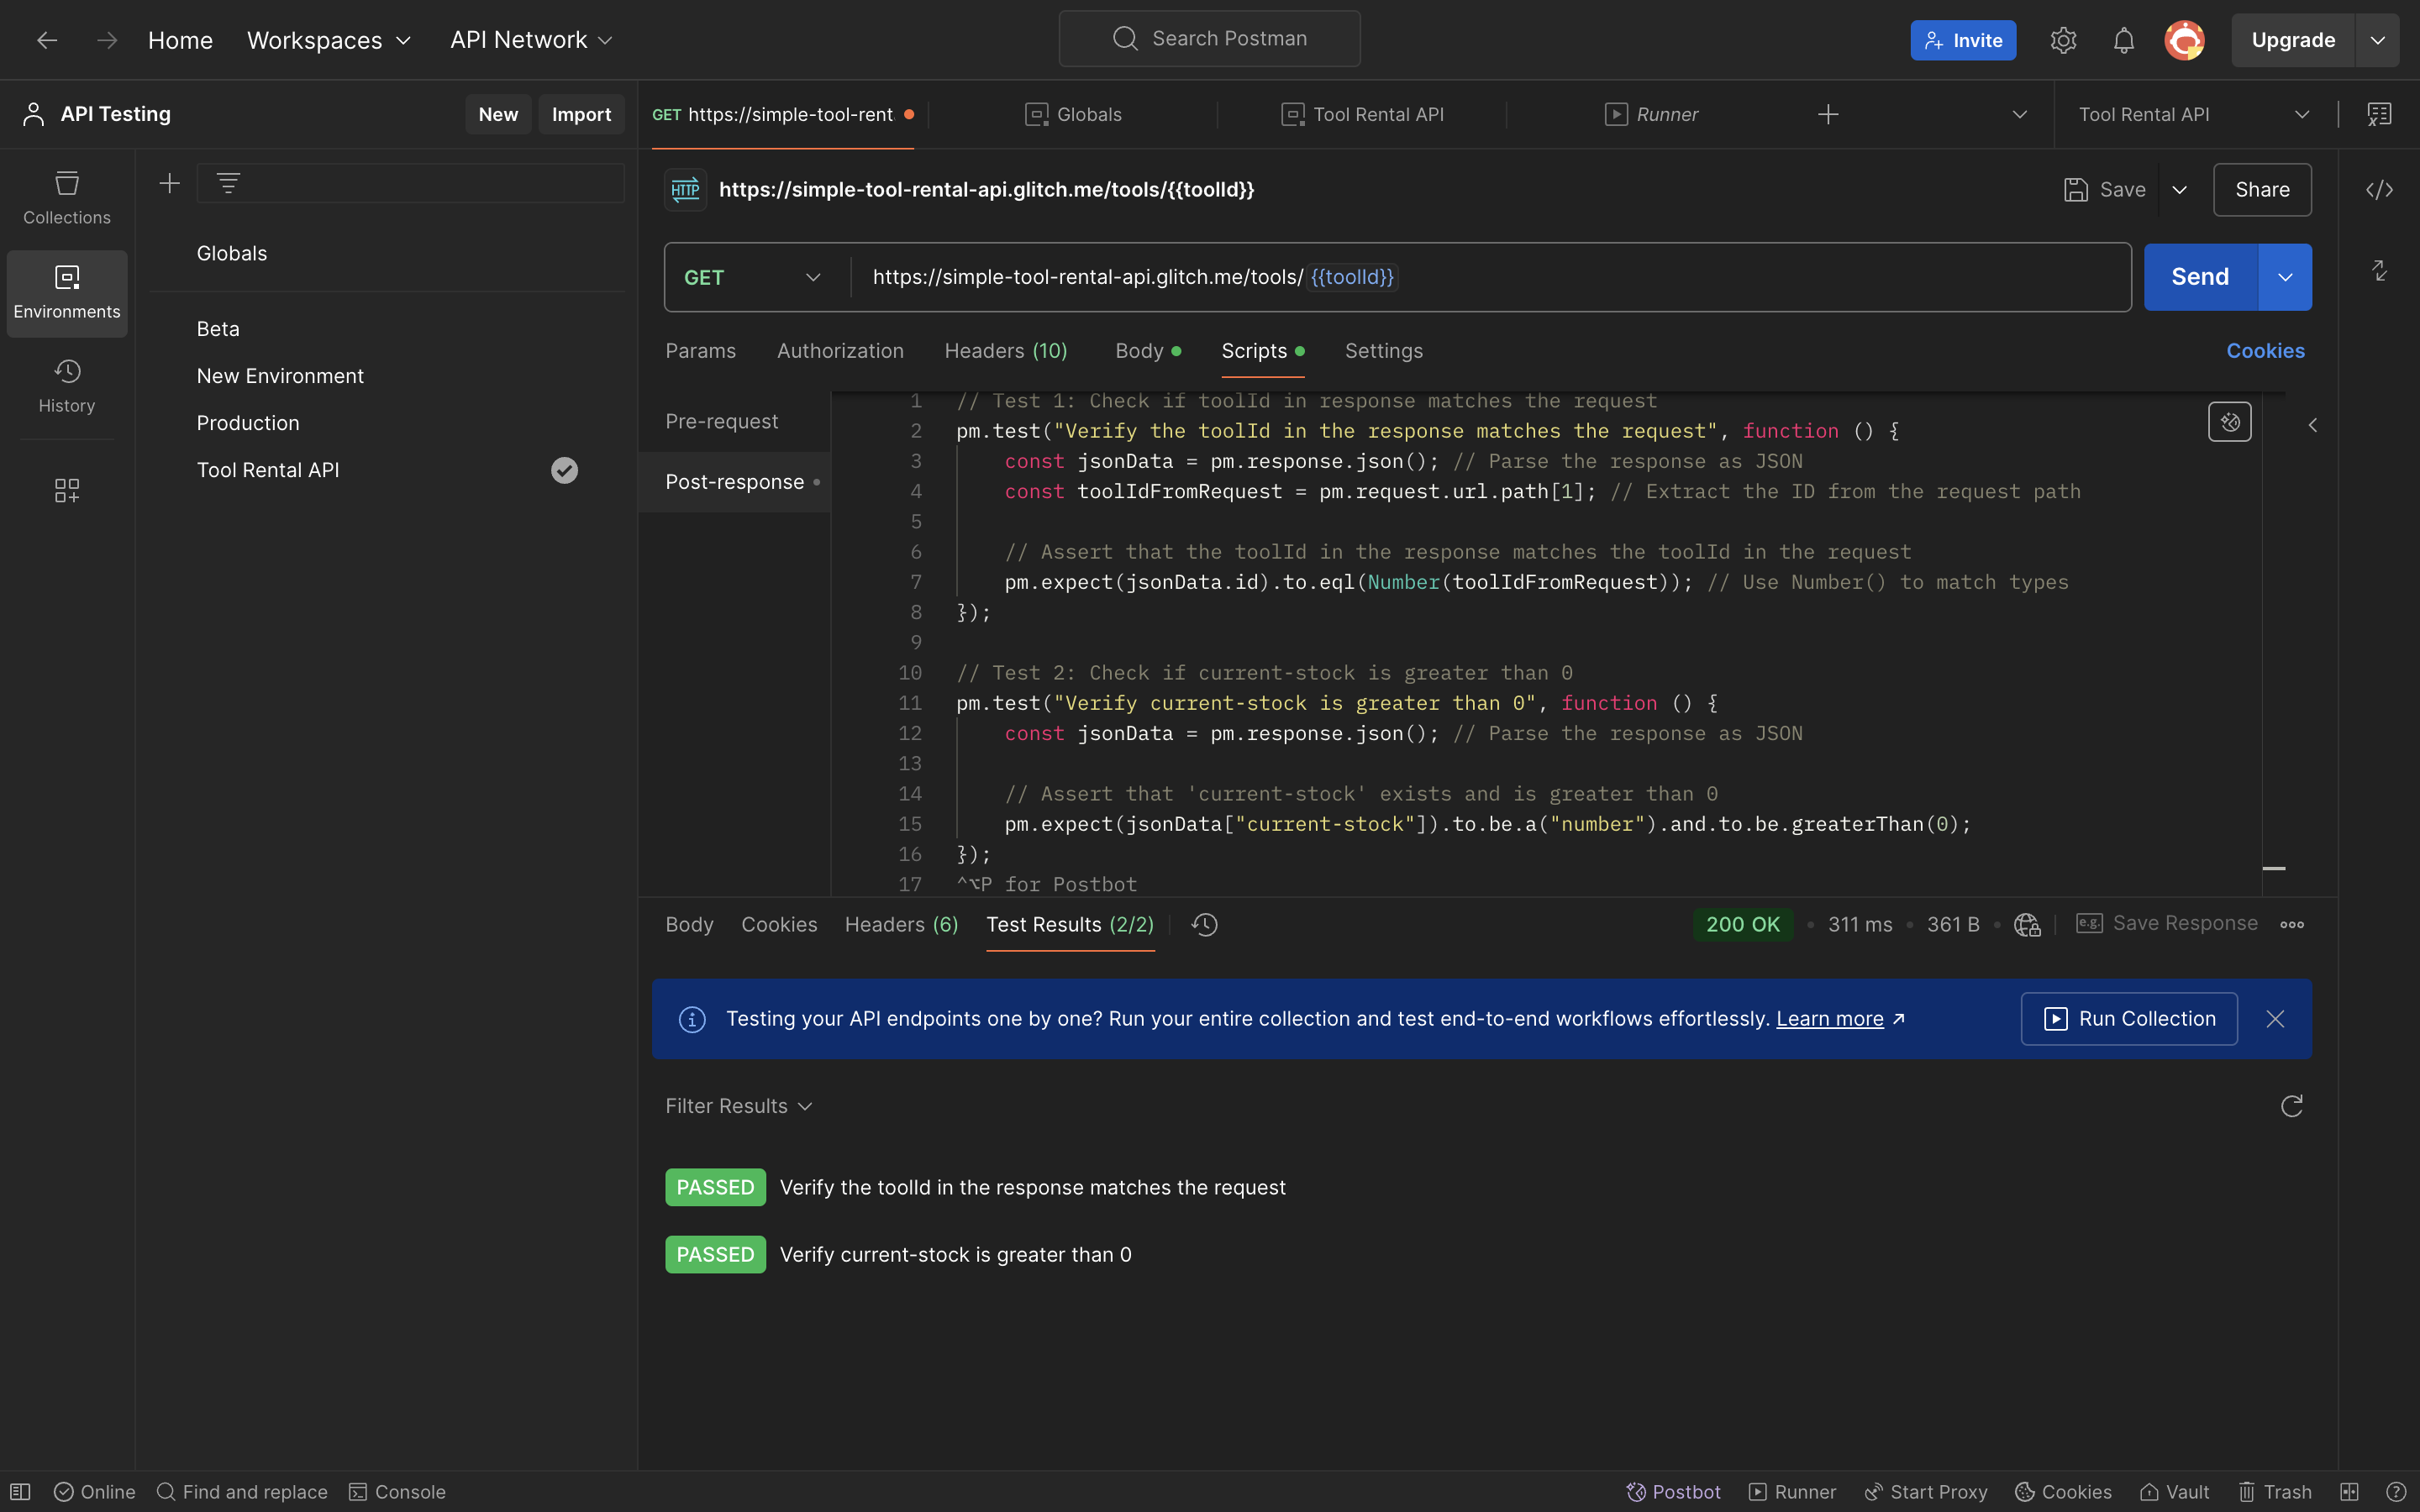 Home Workspaces API Network Search Postman Invite Upgrade
API Testing New Import GET https://simple-tool-rent Globals Tool Rental API Runner Tool Rental API
Collections
Environments
History
Globals
Beta
New Environment
Production
Tool Rental API
HTTP https://simple-tool-rental-api.glitch.me/tools/{{toolId}} Save Share
GET https://simple-tool-rental-api.glitch.me/tools/ {{toolId}} Send
Params Authorization Headers (10) Body Scripts Settings Cookies
Pre-request
Post-response
1 // Test 1: Check if toolId in response matches the request
2 pm.test("Verify the toolId in the response matches the request", function () {
3 const jsonData = pm.response.json(); // Parse the response as JSON
4 const toolIdFromRequest = pm.request.url.path[1]; // Extract the ID from the request path
5
6 // Assert that the toolId in the response matches the toolId in the request
7 pm.expect(jsonData.id).to.eql(Number(toolIdFromRequest)); // Use Number() to match types
8 });
9
10 // Test 2: Check if current-stock is greater than 0
11 pm.test("Verify current-stock is greater than 0", function () {
12 const jsonData = pm.response.json(); // Parse the response as JSON
13
14 // Assert that 'current-stock' exists and is greater than 0
15 pm.expect(jsonData["current-stock"]).to.be.a("number").and.to.be.greaterThan(0);
16 });
17 ^⌥P for Postbot
Body Cookies Headers (6) Test Results (2/2) 200 OK • 311 ms • 361 B • e.g. Save Response
Testing your API endpoints one by one? Run your entire collection and test end-to-end workflows effortlessly. Learn more ↗ Run Collection
Filter Results
PASSED Verify the toolId in the response matches the request
PASSED Verify current-stock is greater than 0
Online Find and replace Console Postbot Runner Start Proxy Cookies Vault Trash